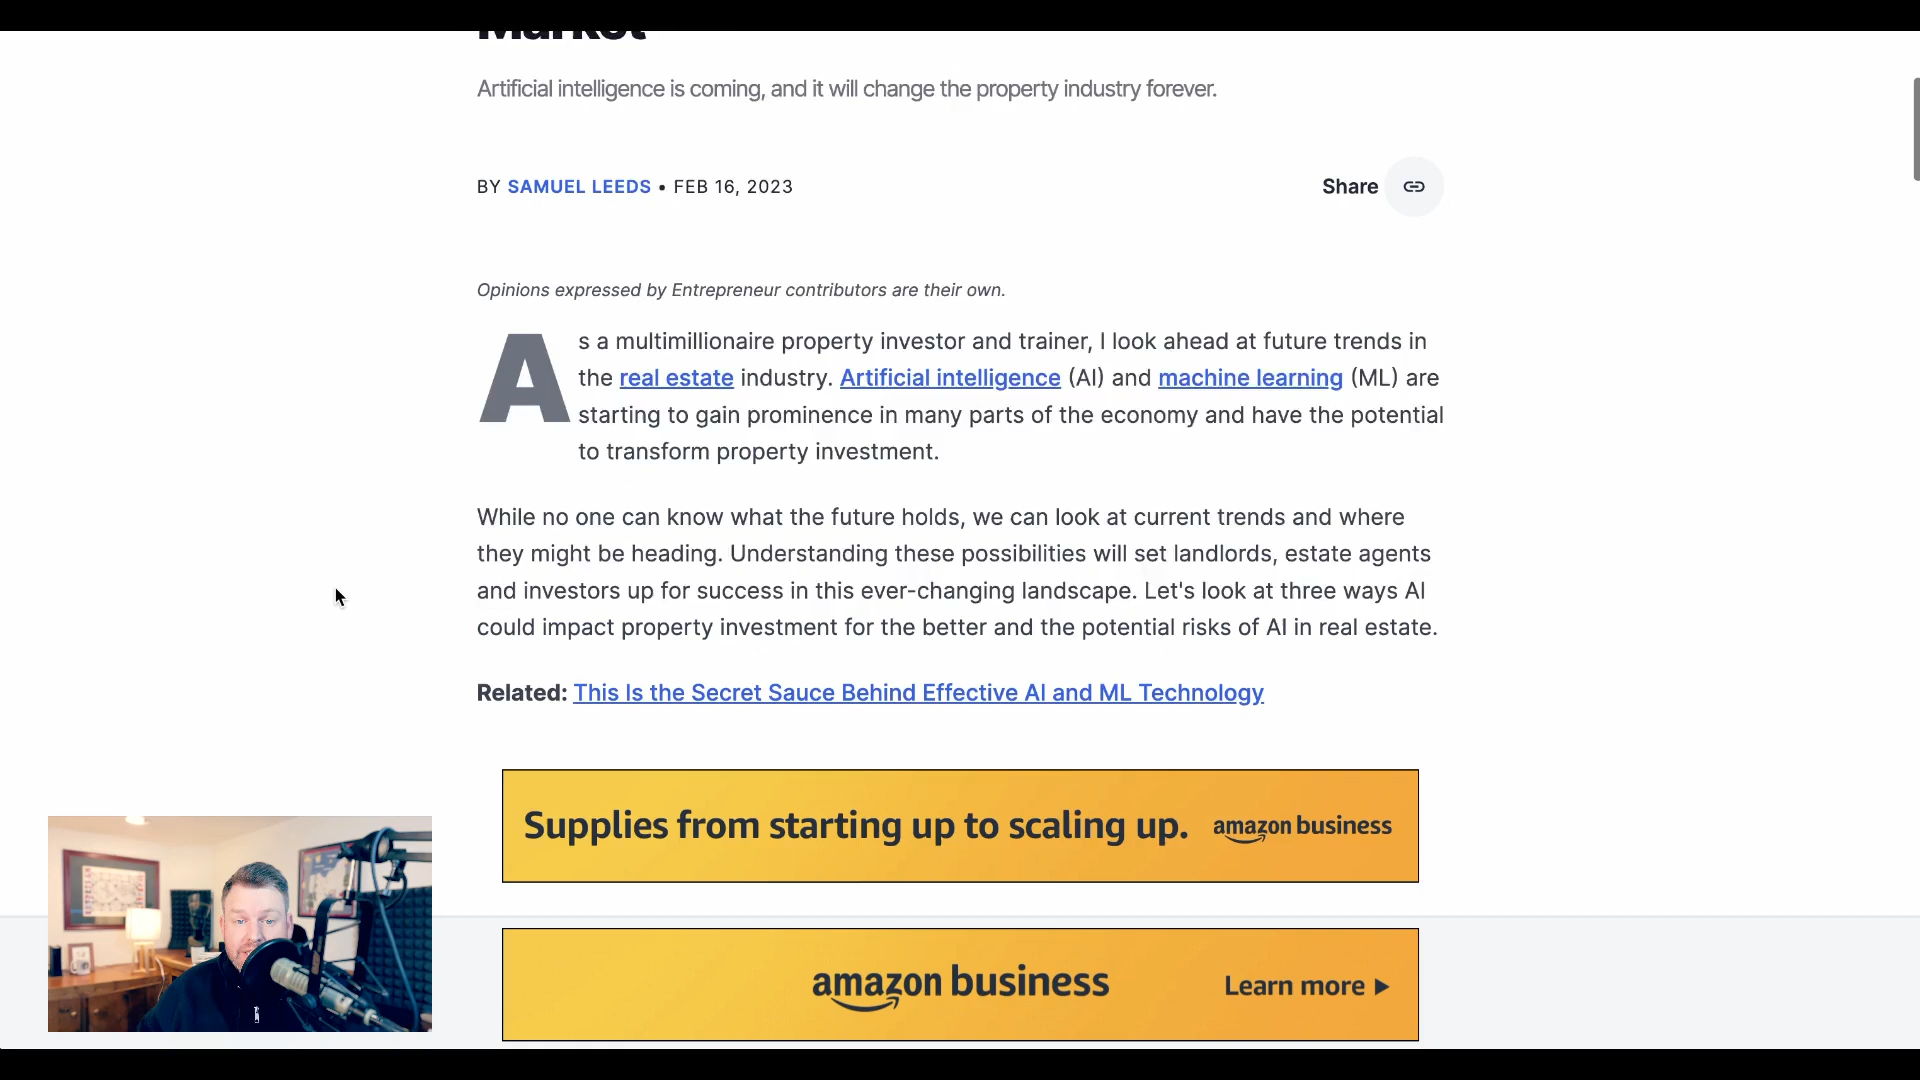 Market
Artificial intelligence is coming, and it will change the property industry forever.
BY SAMUEL LEEDS • FEB 16, 2023
Share
Opinions expressed by Entrepreneur contributors are their own.
As a multimillionaire property investor and trainer, I look ahead at future trends in
the real estate industry. Artificial intelligence (AI) and machine learning (ML) are
starting to gain prominence in many parts of the economy and have the potential
to transform property investment.
While no one can know what the future holds, we can look at current trends and where
they might be heading. Understanding these possibilities will set landlords, estate agents
and investors up for success in this ever-changing landscape. Let's look at three ways AI
could impact property investment for the better and the potential risks of AI in real estate.
Related: This Is the Secret Sauce Behind Effective AI and ML Technology
Supplies from starting up to scaling up. amazon business
amazon business Learn more